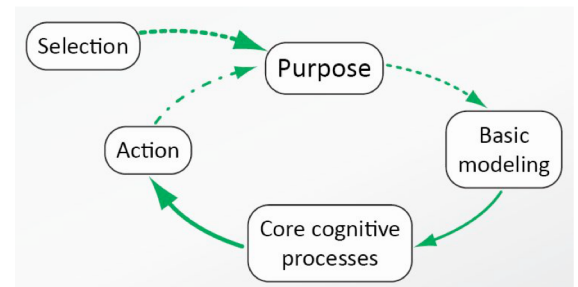 Selection
Purpose
Action
Basic
modeling
Core cognitive
processes